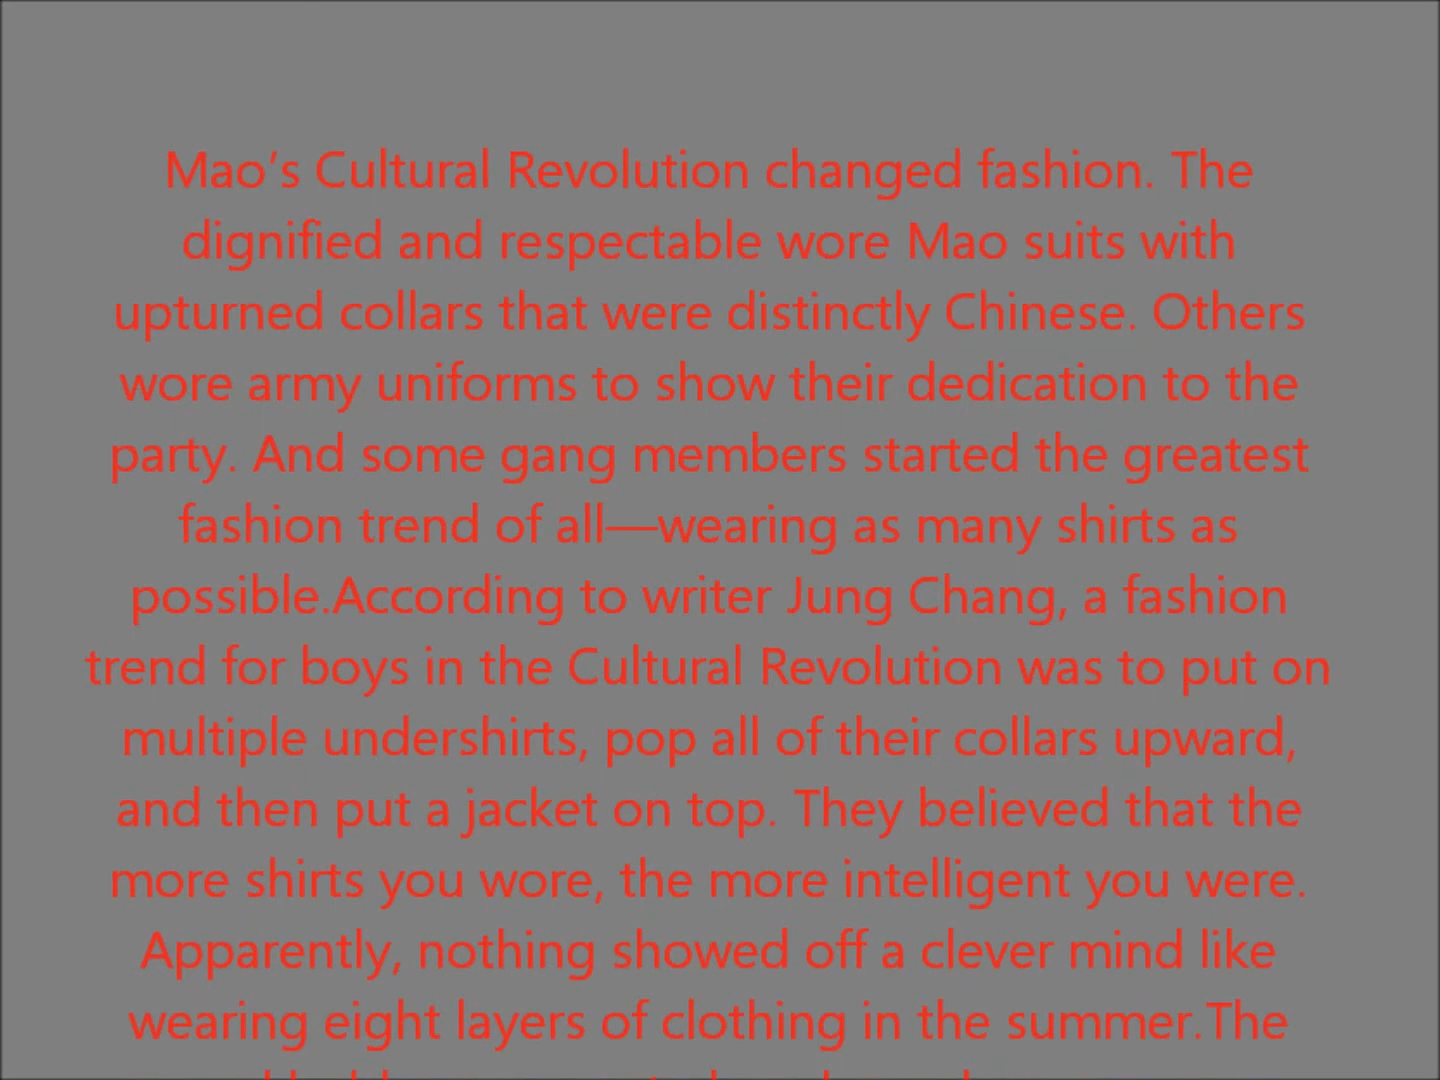 Mao’s Cultural Revolution changed fashion. The
dignified and respectable wore Mao suits with
upturned collars that were distinctly Chinese. Others
wore army uniforms to show their dedication to the
party. And some gang members started the greatest
fashion trend of all—wearing as many shirts as
possible.According to writer Jung Chang, a fashion
trend for boys in the Cultural Revolution was to put on
multiple undershirts, pop all of their collars upward,
and then put a jacket on top. They believed that the
more shirts you wore, the more intelligent you were.
Apparently, nothing showed off a clever mind like
wearing eight layers of clothing in the summer.The